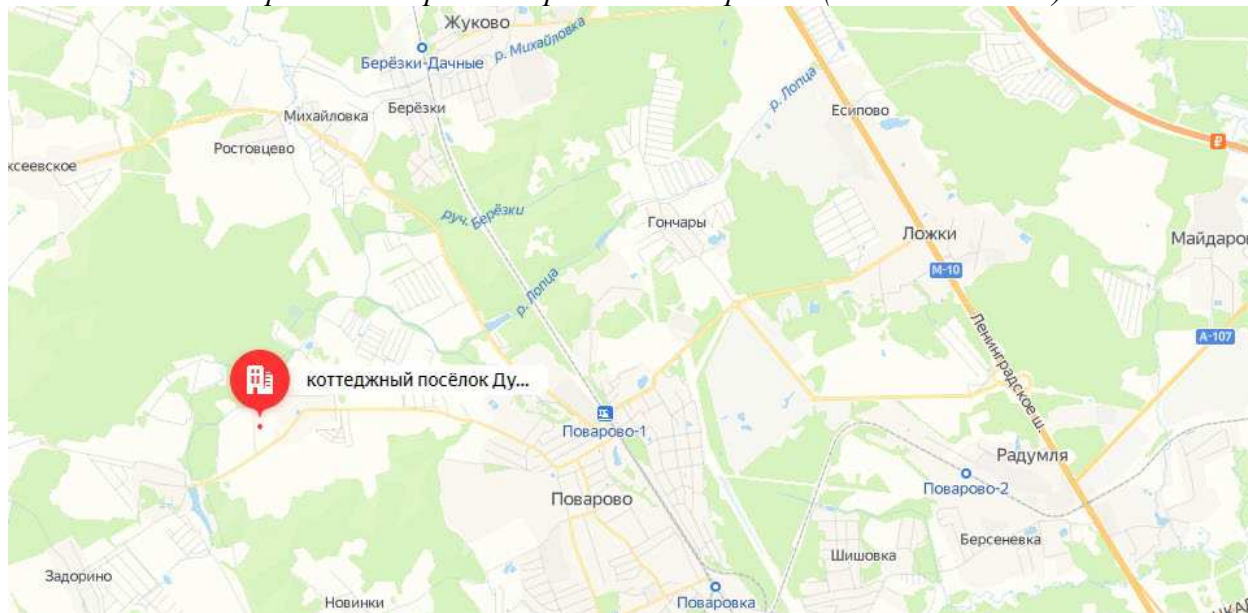 Жуково
р. Михайловка
Берёзки-Дачные
р. Лопца
Берёзки
Михайловка
Есипово
Ростовцево
ксеевское
руч. Берёзки
Гончары
Ложки
Майдаро
М-10
р. Лопца
Ленинградское ш.
А-107
коттеджный посёлок Ду...
Поварово-1
Радумля
Поварово-2
Поварово
Берсеневка
Шишовка
Задорино
Новинки
Поваровка